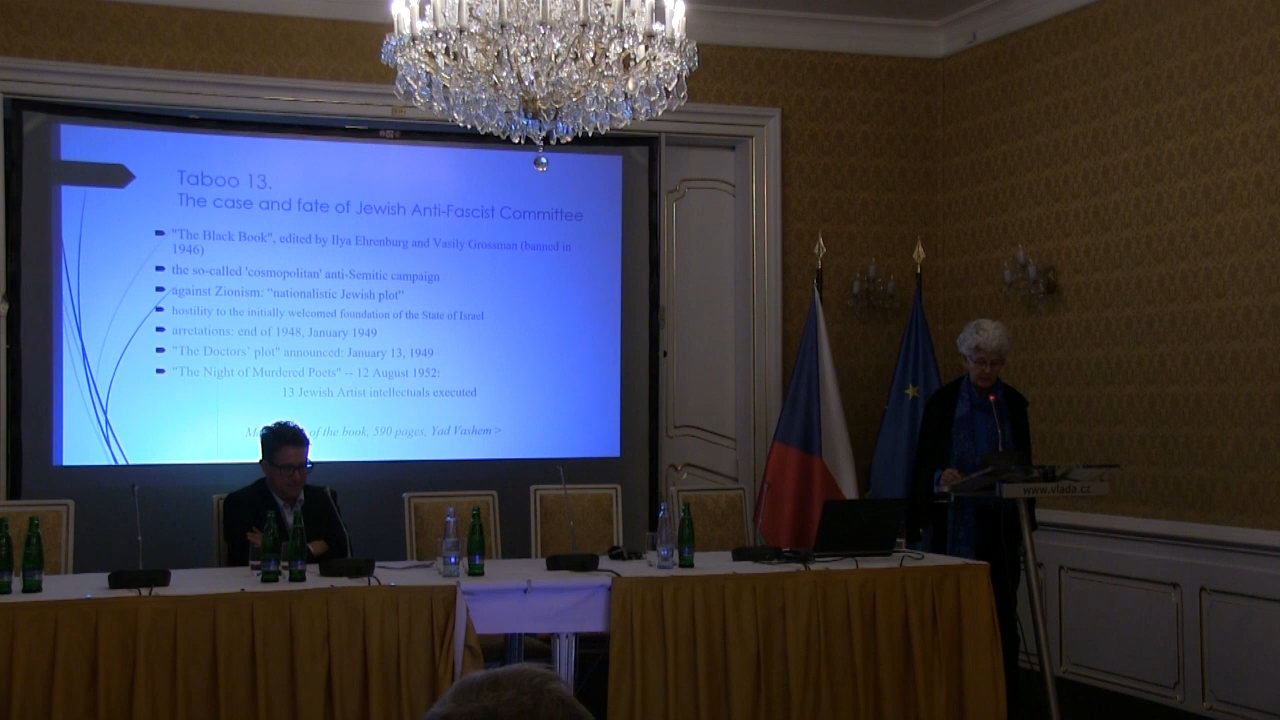 Taboo 13.
The case and fate of Jewish Anti-Fascist Committee
"The Black Book", edited by Ilya Ehrenburg and Vasily Grossman (banned in
1946)
the so-called 'cosmopolitan' anti-Semitic campaign
against Zionism: "nationalistic Jewish plot"
hostility to the initially welcomed foundation of the State of Israel
arretations: end of 1948, January 1949
"The Doctors' plot" announced: January 13, 1949
"The Night of Murdered Poets" -- 12 August 1952:
13 Jewish Artist intellectuals executed
of the book, 590 pages, Yad Vashem >
www.vlada.cz